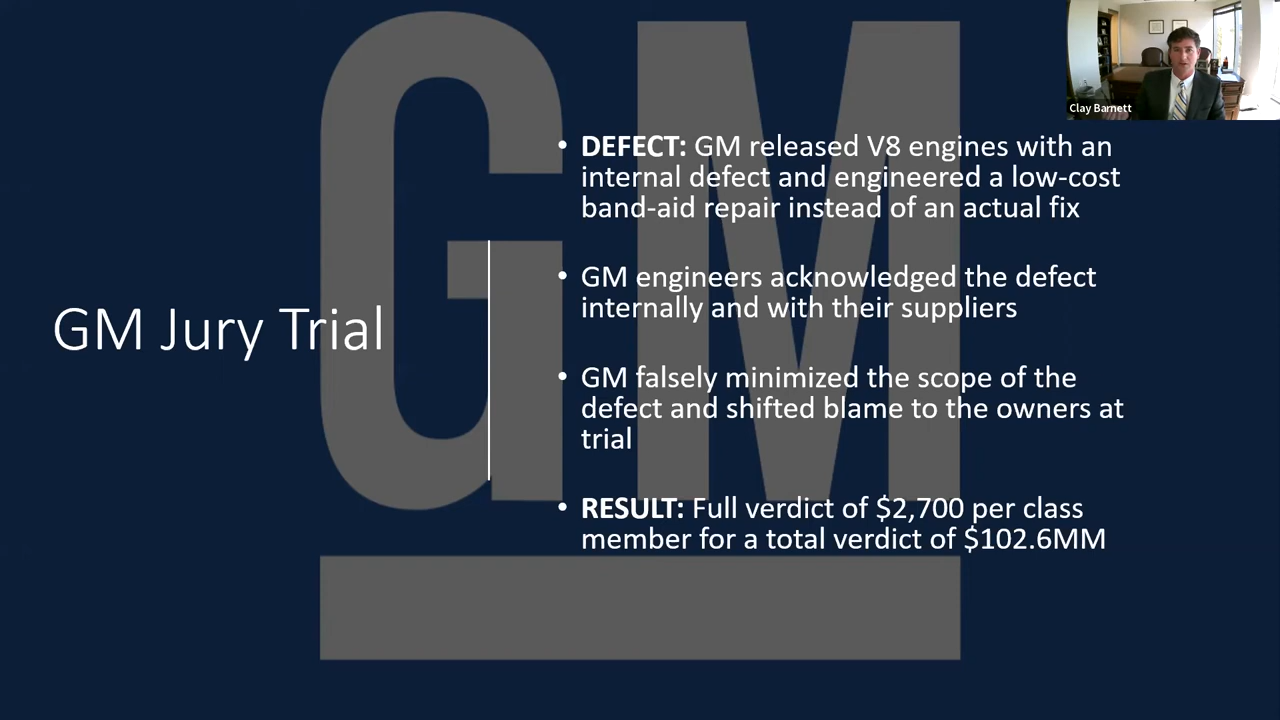 Clay Barnett
GM
GM Jury Trial
• DEFECT: GM released V8 engines with an
internal defect and engineered a low-cost
band-aid repair instead of an actual fix
• GM engineers acknowledged the defect
internally and with their suppliers
• GM falsely minimized the scope of the
defect and shifted blame to the owners at
trial
• RESULT: Full verdict of $2,700 per class
member for a total verdict of $102.6MM